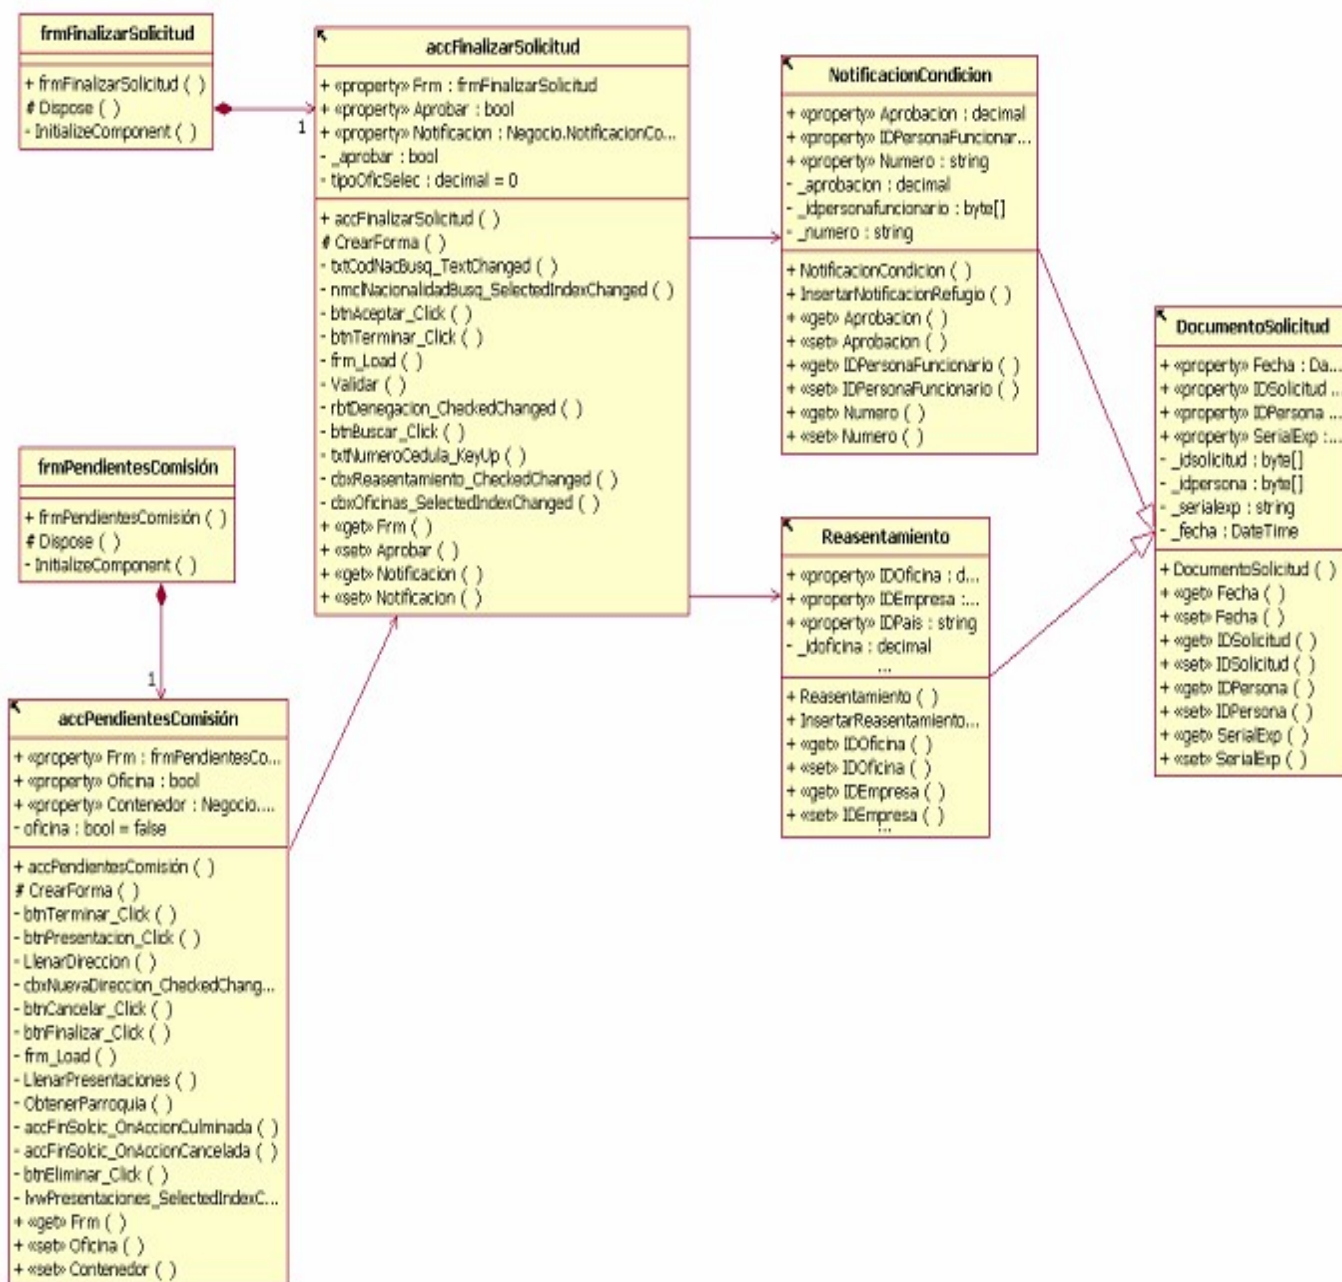 frmFinalizarSolicitud
+ frmFinalizarSolicitud ( )
# Dispose ( )
- InitializeComponent ( )
1
accFinalizarSolicitud
+ «property» Frm : frmFinalizarSolicitud
+ «property» Aprobar : bool
+ «property» Notificacion : Negocio.NotificacionCo...
- _aprobar : bool
- tipoOficSelec : decimal = 0
+ accFinalizarSolicitud ( )
# CrearForma ( )
- txtCodNacBusq_TextChanged ( )
- nmclNacionalidadBusq_SelectedIndexChanged ( )
- btnAceptar_Click ( )
- btnTerminar_Click ( )
- frm_Load ( )
- Validar ( )
- rbtDenegacion_CheckedChanged ( )
- btnBuscar_Click ( )
- txtNumeroCedula_KeyUp ( )
- cbxReasentamiento_CheckedChanged ( )
- cbxOficinas_SelectedIndexChanged ( )
+ «get» Frm ( )
+ «set» Aprobar ( )
+ «get» Notificacion ( )
+ «set» Notificacion ( )
NotificacionCondicion
+ «property» Aprobacion : decimal
+ «property» IDPersonaFuncionar...
+ «property» Numero : string
- _aprobacion : decimal
- _idpersonafuncionario : byte[]
- _numero : string
+ NotificacionCondicion ( )
+ InsertarNotificacionRefugio ( )
+ «get» Aprobacion ( )
+ «set» Aprobacion ( )
+ «get» IDPersonaFuncionario ( )
+ «set» IDPersonaFuncionario ( )
+ «get» Numero ( )
+ «set» Numero ( )
DocumentoSolicitud
+ «property» Fecha : Da...
+ «property» IDSolicitud ...
+ «property» IDPersona ...
+ «property» SerialExp :...
- _idsolicitud : byte[]
- _idpersona : byte[]
- _serialexp : string
- _fecha : DateTime
+ DocumentoSolicitud ( )
+ «get» Fecha ( )
+ «set» Fecha ( )
+ «get» IDSolicitud ( )
+ «set» IDSolicitud ( )
+ «get» IDPersona ( )
+ «set» IDPersona ( )
+ «get» SerialExp ( )
+ «set» SerialExp ( )
frmPendientesComisión
+ frmPendientesComisión ( )
# Dispose ( )
- InitializeComponent ( )
1
Reasentamiento
+ «property» IDOficina : d...
+ «property» IDEmpresa :...
+ «property» IDPais : string
- _idoficina : decimal
...
+ Reasentamiento ( )
+ InsertarReasentamiento...
+ «get» IDOficina ( )
+ «set» IDOficina ( )
+ «get» IDEmpresa ( )
+ «set» IDEmpresa ( )
...
accPendientesComisión
+ «property» Frm : frmPendientesCo...
+ «property» Oficina : bool
+ «property» Contenedor : Negocio....
- oficina : bool = false
+ accPendientesComisión ( )
# CrearForma ( )
- btnTerminar_Click ( )
- btnPresentacion_Click ( )
- LlenarDireccion ( )
- cbxNuevaDireccion_CheckedChang...
- btnCancelar_Click ( )
- btnFinalizar_Click ( )
- frm_Load ( )
- LlenarPresentaciones ( )
- ObtenerParroquia ( )
- accFinSolcic_OnAccionCulminada ( )
- accFinSolcic_OnAccionCancelada ( )
- btnEliminar_Click ( )
- lvwPresentaciones_SelectedIndexC...
+ «get» Frm ( )
+ «set» Oficina ( )
+ «set» Contenedor ( )